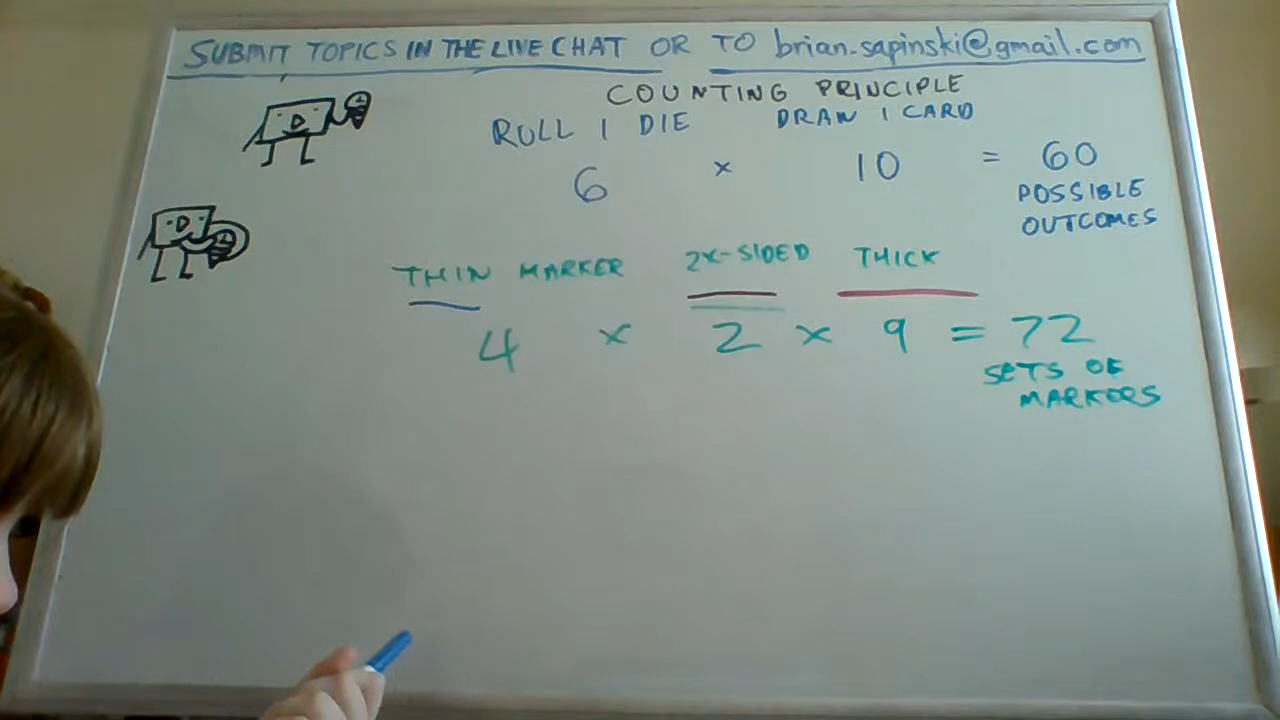 SUBMIT TOPICS IN THE LIVE CHAT OR TO brian.sapinski@gmail.com
COUNTING PRINCIPLE
ROLL 1 DIE DRAW 1 CARD
6 × 10 = 60
POSSIBLE
OUTCOMES
THIN MARKER 2X-SIDED THICK
4 × 2 × 9 = 72
SETS OF
MARKERS